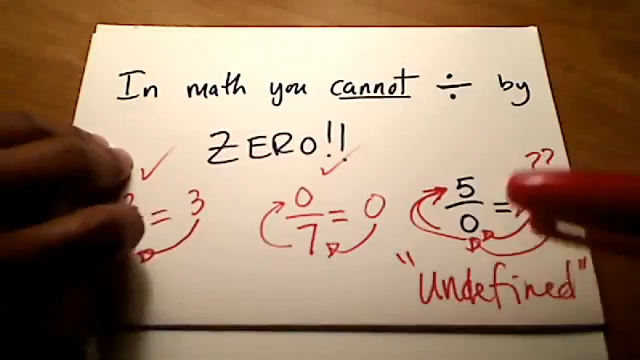 In math you cannot ÷ by
ZERO!!
= 3 0/7 = 0 5/0 = ??
"undefined"